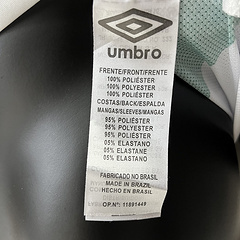 umbro
FRENTE/FRONT/FRENTE
100% POLIÉSTER
100% POLYESTER
100% POLIÉSTER
COSTAS/BACK/ESPALDA
MANGAS/SLEEVES/MANGAS
95% POLIÉSTER
95% POLYESTER
95% POLIÉSTER
05% ELASTANO
05% ELASTANE
05% ELASTANO
FABRICADO NO BRASIL
MADE IN BRAZIL
HECHO EN BRASIL
OP N°: 11891449